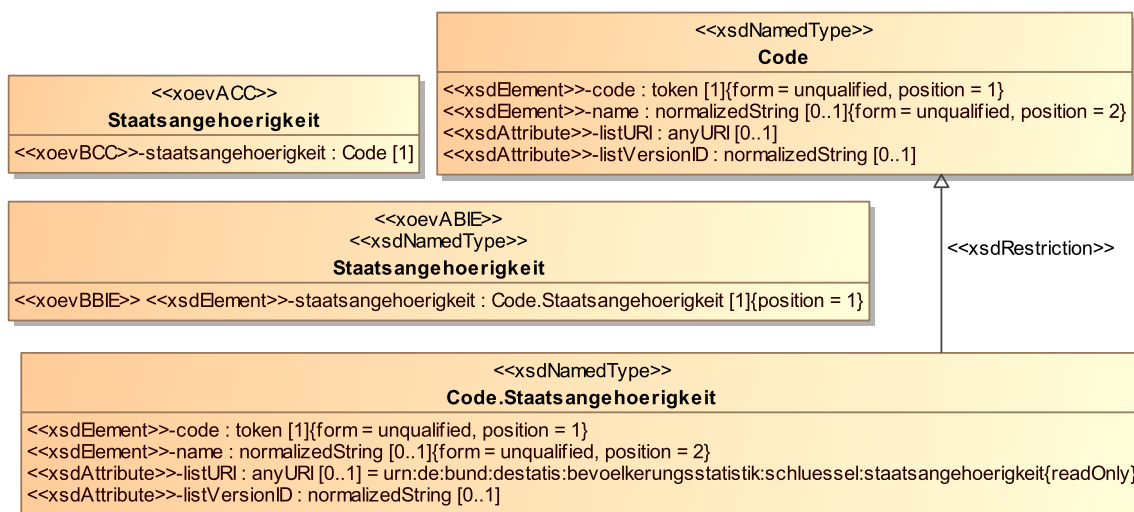 <<xsdNamedType>>
Code
<<xsdElement>>-code : token [1]{form = unqualified, position = 1}
<<xsdElement>>-name : normalizedString [0..1]{form = unqualified, position = 2}
<<xsdAttribute>>-listURI : anyURI [0..1]
<<xsdAttribute>>-listVersionID : normalizedString [0..1]
<<xoevACC>>
Staatsangehoerigkeit
<<xoevBCC>>-staatsangehoerigkeit : Code [1]
<<xoevABIE>>
<<xsdNamedType>>
Staatsangehoerigkeit
<<xoevBBIE>> <<xsdElement>>-staatsangehoerigkeit : Code.Staatsangehoerigkeit [1]{position = 1}
<<xsdRestriction>>
<<xsdNamedType>>
Code.Staatsangehoerigkeit
<<xsdElement>>-code : token [1]{form = unqualified, position = 1}
<<xsdElement>>-name : normalizedString [0..1]{form = unqualified, position = 2}
<<xsdAttribute>>-listURI : anyURI [0..1] = urn:de:bund:destatis:bevoelkerungsstatistik:schluessel:staatsangehoerigkeit{readOnly}
<<xsdAttribute>>-listVersionID : normalizedString [0..1]